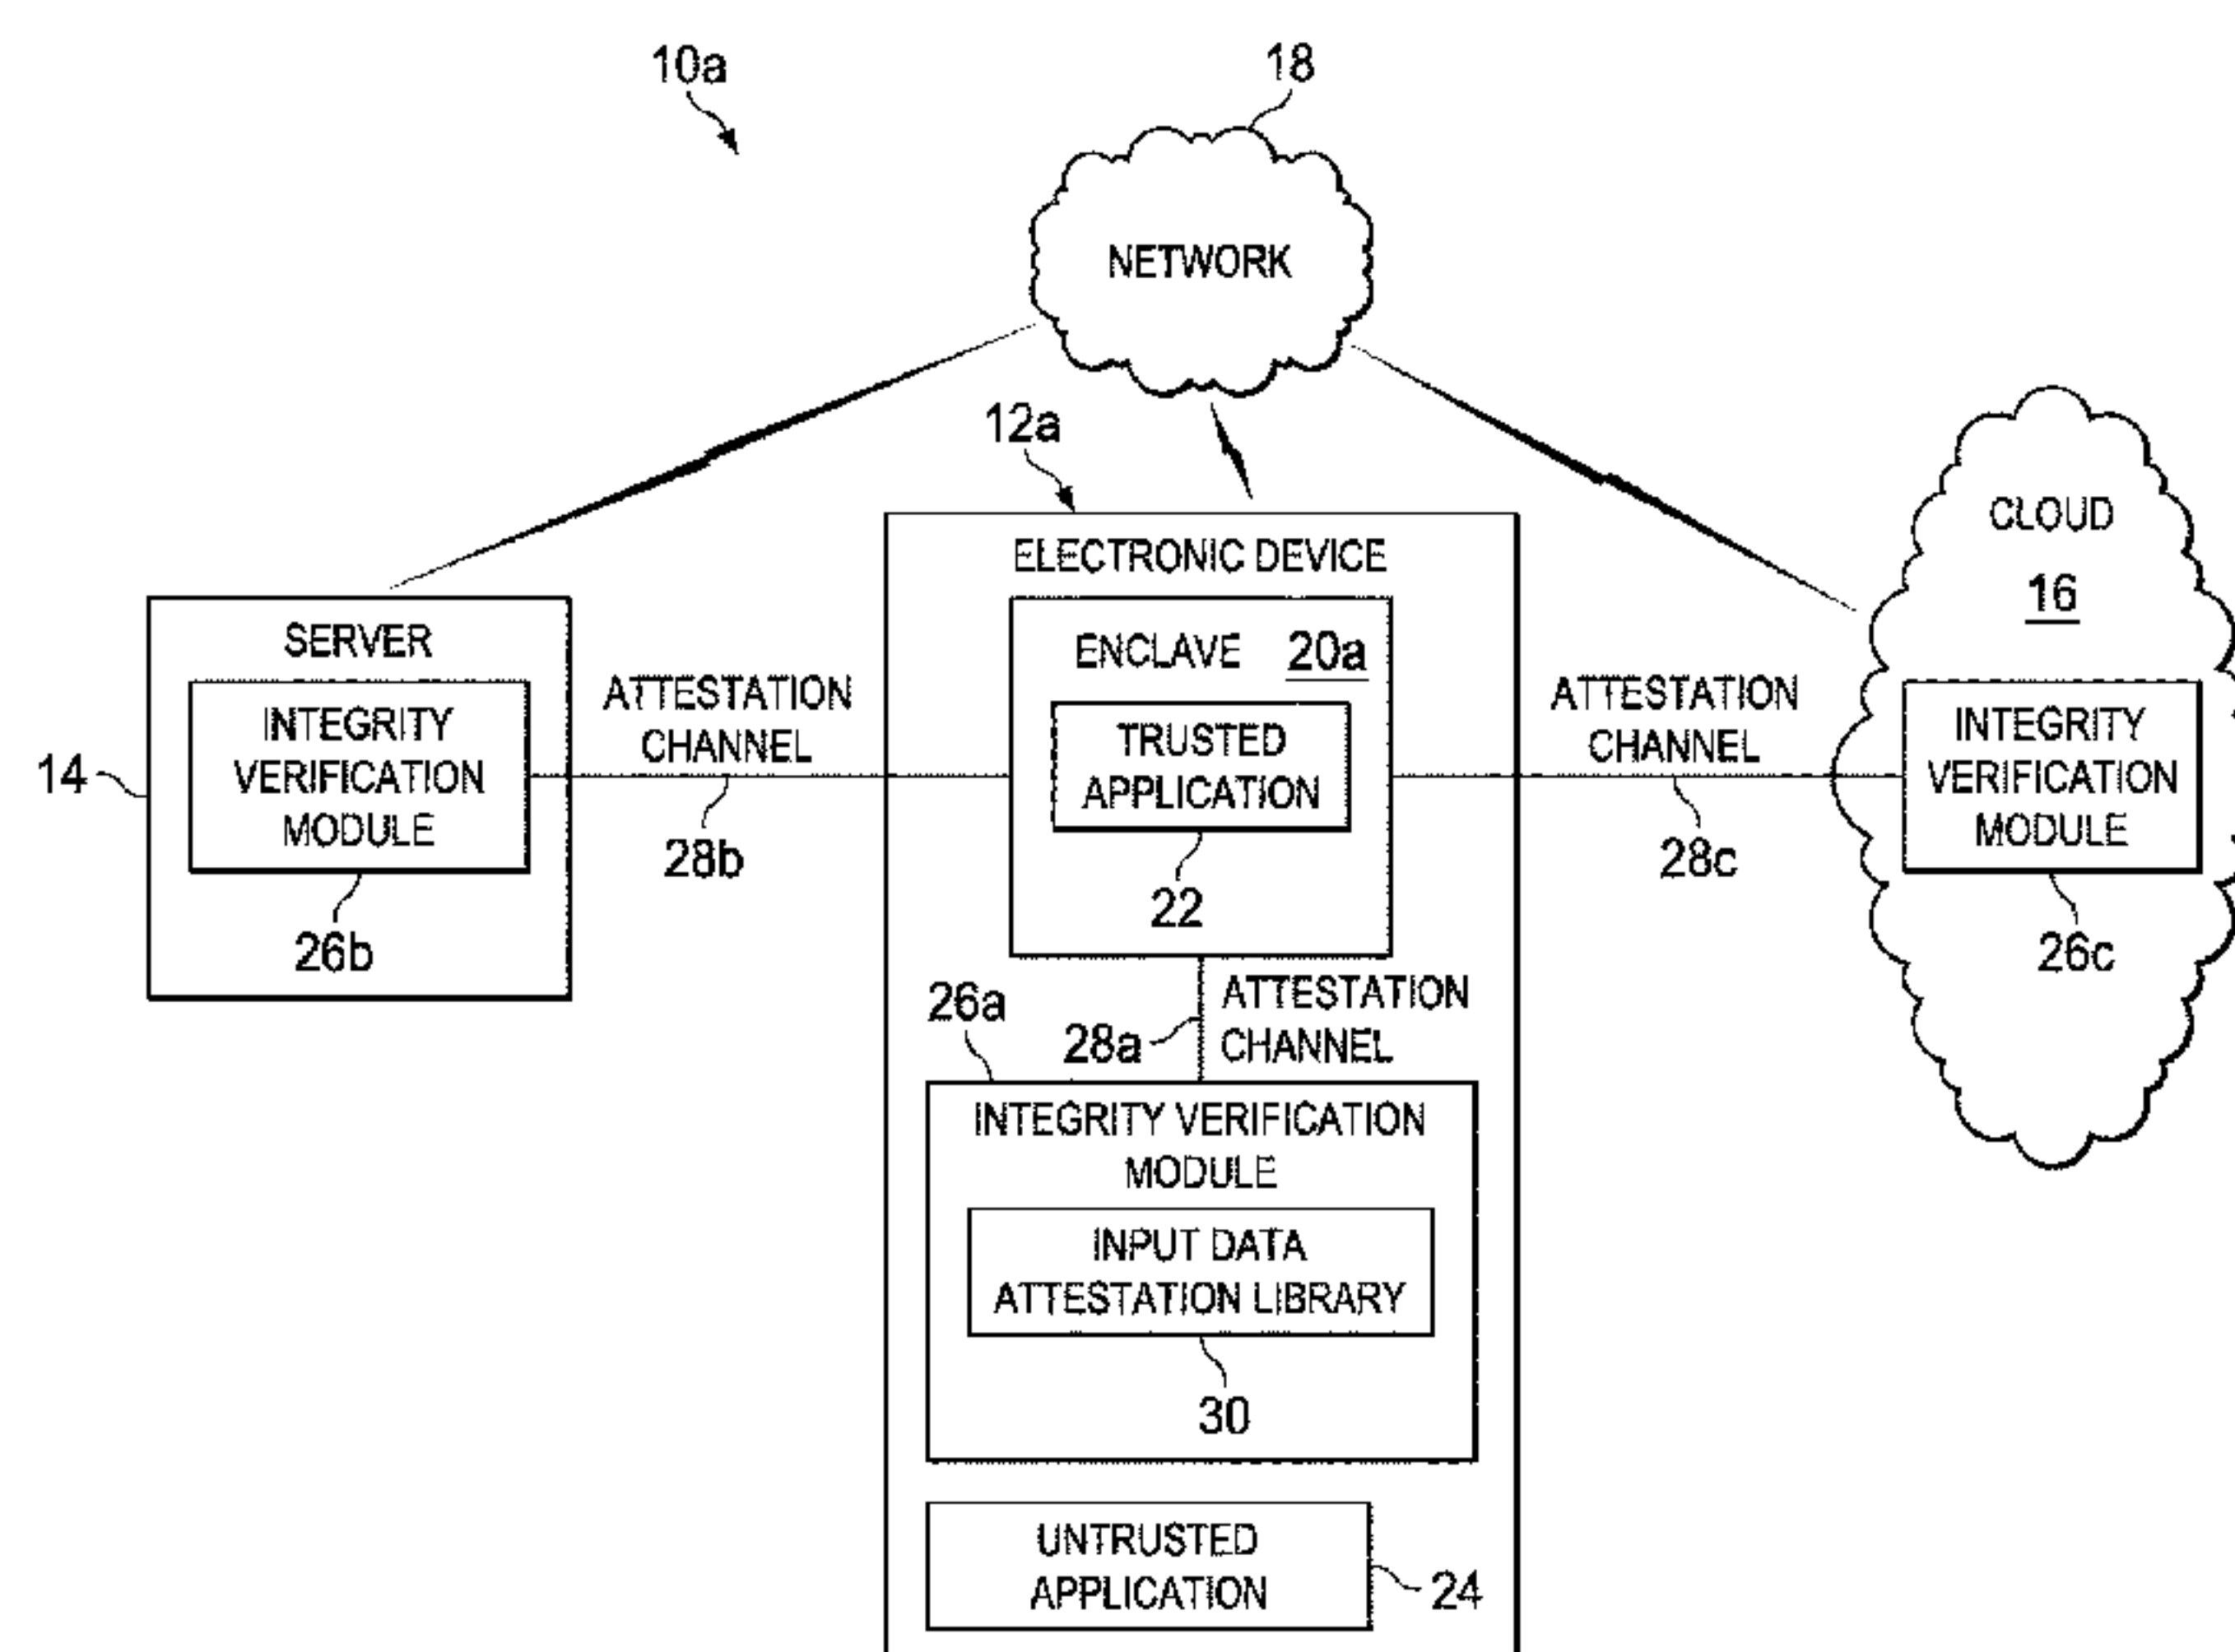 10a
18
NETWORK
12a
ELECTRONIC DEVICE
CLOUD
16
SERVER
INTEGRITY
VERIFICATION
MODULE
14
26b
ATTESTATION
CHANNEL
28b
ENCLAVE 20a
TRUSTED
APPLICATION
22
ATTESTATION
CHANNEL
28c
INTEGRITY
VERIFICATION
MODULE
26c
26a
28a
ATTESTATION
CHANNEL
INTEGRITY VERIFICATION
MODULE
INPUT DATA
ATTESTATION LIBRARY
30
UNTRUSTED
APPLICATION
24